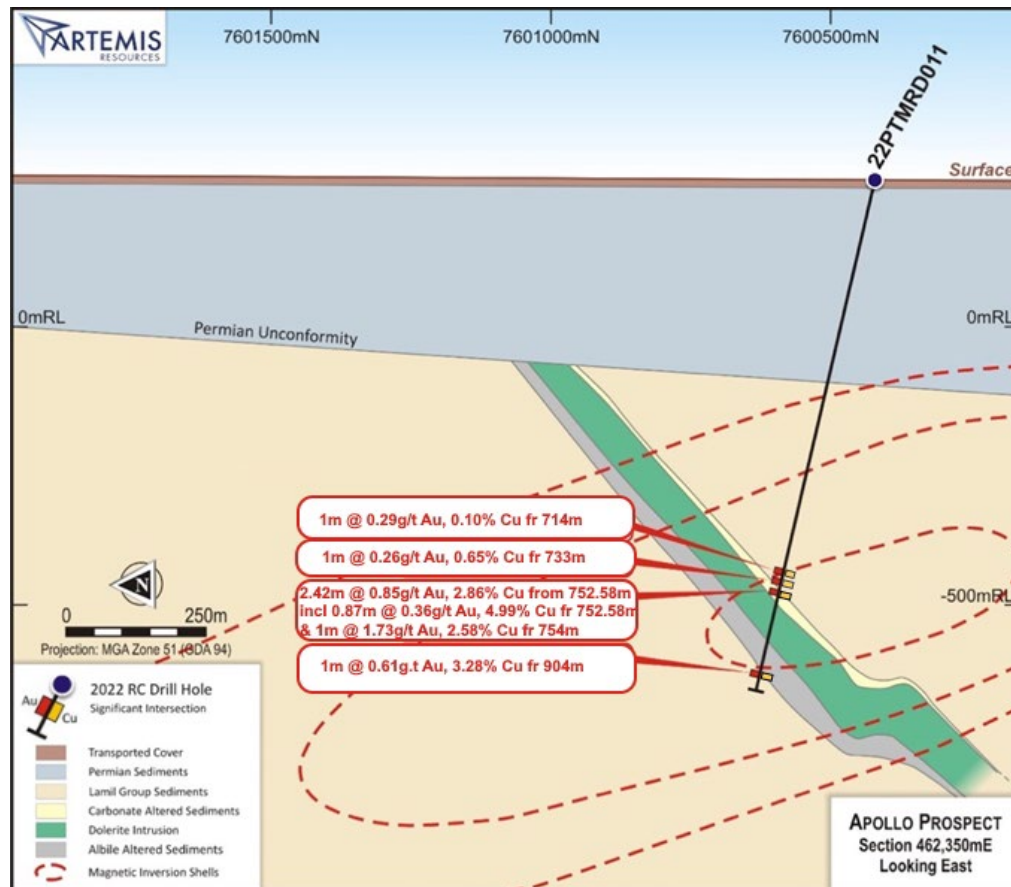 ARTEMIS
RESOURCES
7601500mN
7601000mN
7600500mN
22PTMRD011
Surface
0mRL
0mRL
Permian Unconformity
1m @ 0.29g/t Au, 0.10% Cu fr 714m
1m @ 0.26g/t Au, 0.65% Cu fr 733m
2.42m @ 0.85g/t Au, 2.86% Cu from 752.58m
incl 0.87m @ 0.36g/t Au, 4.99% Cu fr 752.58m
& 1m @ 1.73g/t Au, 2.58% Cu fr 754m
1m @ 0.61g.t Au, 3.28% Cu fr 904m
-500mRL
N
0 250m
Projection: MGA Zone 51 (GDA 94)
Au
Cu
2022 RC Drill Hole
Significant Intersection
Transported Cover
Permian Sediments
Lamil Group Sediments
Carbonate Altered Sediments
Dolerite Intrusion
Albile Altered Sediments
Magnetic Inversion Shells
APOLLO PROSPECT
Section 462,350mE
Looking East